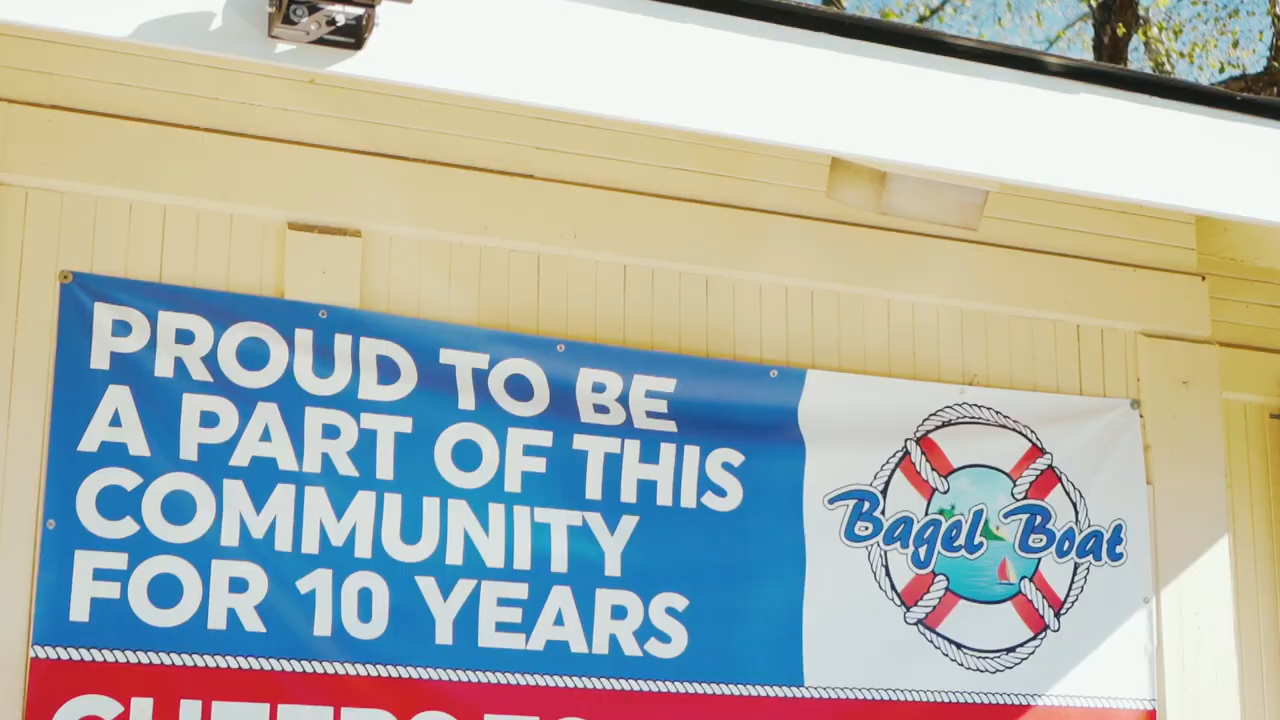 PROUD TO BE
A PART OF THIS
COMMUNITY
FOR 10 YEARS
Bagel Boat